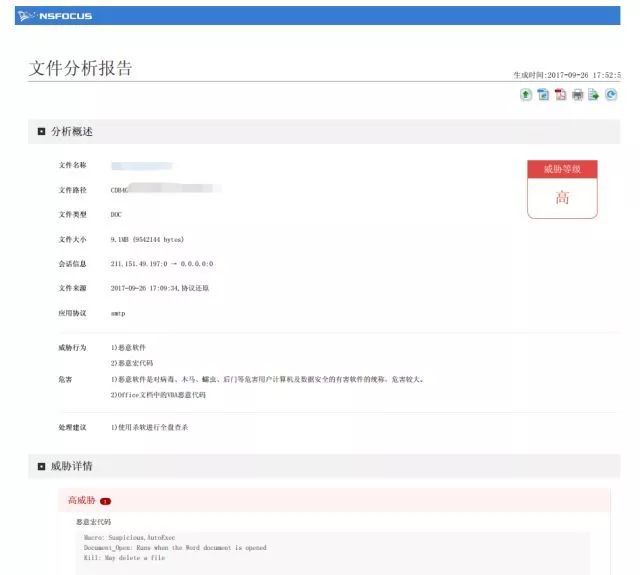 NSFOCUS
文件分析报告
生成时间:2017-09-26 17:52:5
分析概述
文件名称
威胁等级
高
文件路径 CDB4
文件类型 DOC
文件大小 9.1MB (9542144 bytes)
会话信息 211.151.49.197:0 → 0.0.0.0:0
文件来源 2017-09-26 17:09:34,协议还原
应用协议 smtp
威胁行为 1)恶意软件
2)恶意宏代码
危害 1)恶意软件是对病毒、木马、蠕虫、后门等危害用户计算机及数据安全的有害软件的统称，危害较大。
2)Office文档中的VBA恶意代码
处理建议 1)使用杀软进行全盘查杀
威胁详情
高威胁 1
恶意宏代码
Macro: Suspicious,AutoExec
Document_Open: Runs when the Word document is opened
Kill: May delete a file